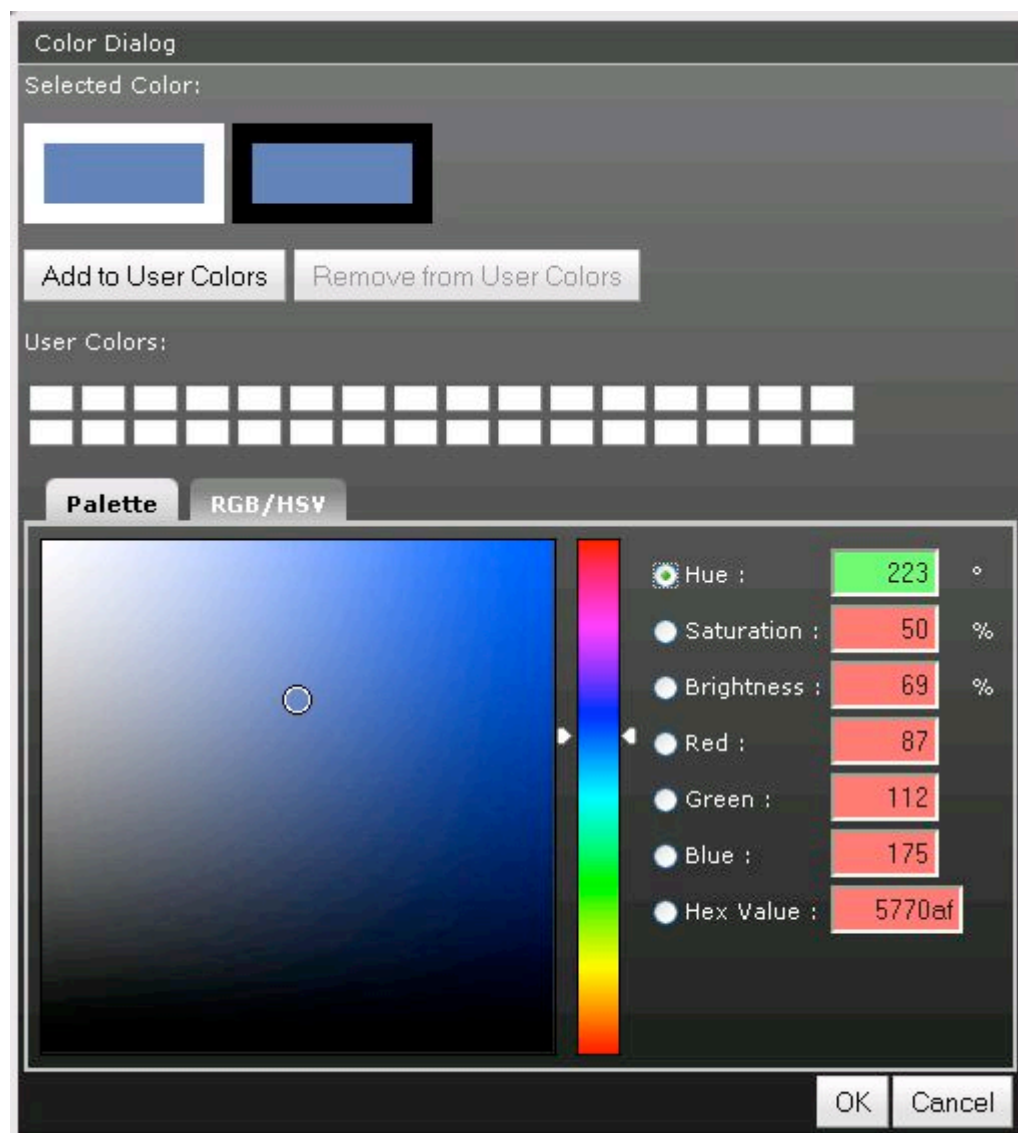 Color Dialog
Selected Color:
Add to User Colors Remove from User Colors
User Colors:
Palette RGB/HSV
Hue : 223 °
Saturation : 50 %
Brightness : 69 %
Red : 87
Green : 112
Blue : 175
Hex Value : 5770af
OK Cancel